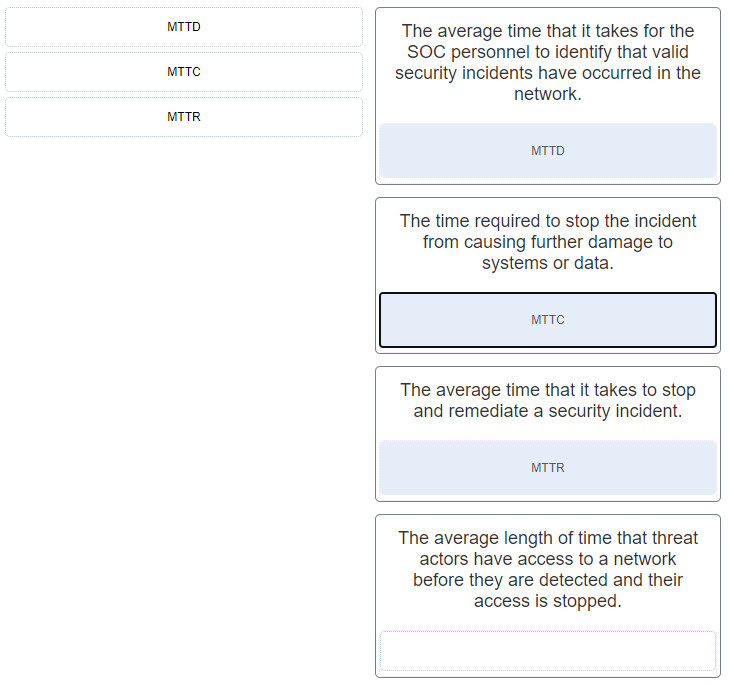 MTTD
MTTC
MTTR
The average time that it takes for the
SOC personnel to identify that valid
security incidents have occurred in the
network.
MTTD
The time required to stop the incident
from causing further damage to
systems or data.
MTTC
The average time that it takes to stop
and remediate a security incident.
MTTR
The average length of time that threat
actors have access to a network
before they are detected and their
access is stopped.